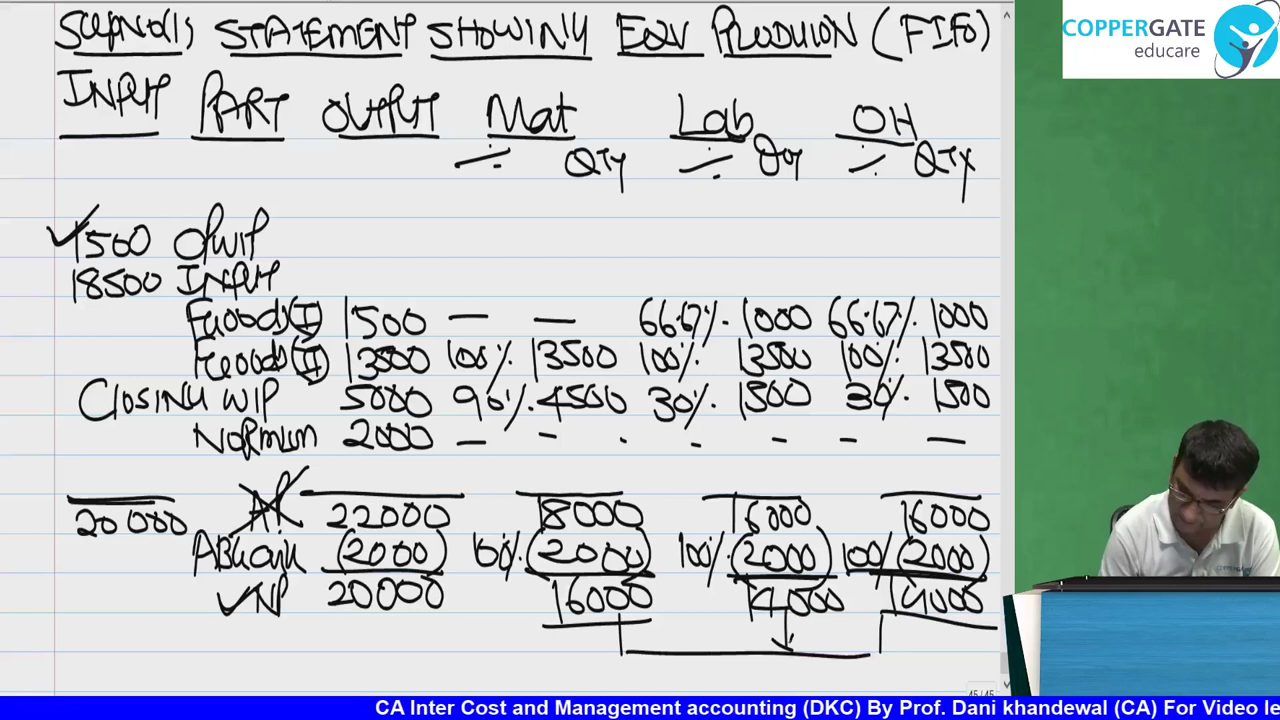 STATEMENT SHOWING EQV PRODUCTION (FIFO)
INPUT PART OUTPUT Mat Lab OH
% QTY % QTY % QTY
1500 OPWIP
18500 INPUT
F Goods (I) 1500 — — 66.67% 1000 66.67% 1000
F Goods (II) 13500 100% 13500 100% 13500 100% 13500
CLOSING WIP 5000 90% 4500 30% 1500 30% 1500
Normal 2000 — — - - — —
20000 22000 18000 16000 16000
AB Gain (2000) 100% (2000) 100% (2000) 100% (2000)
20000 16000 14000 14000
COPPERGATE
educare
45/45
CA Inter Cost and Management accounting (DKC) By Prof. Dani khandewal (CA) For Video le